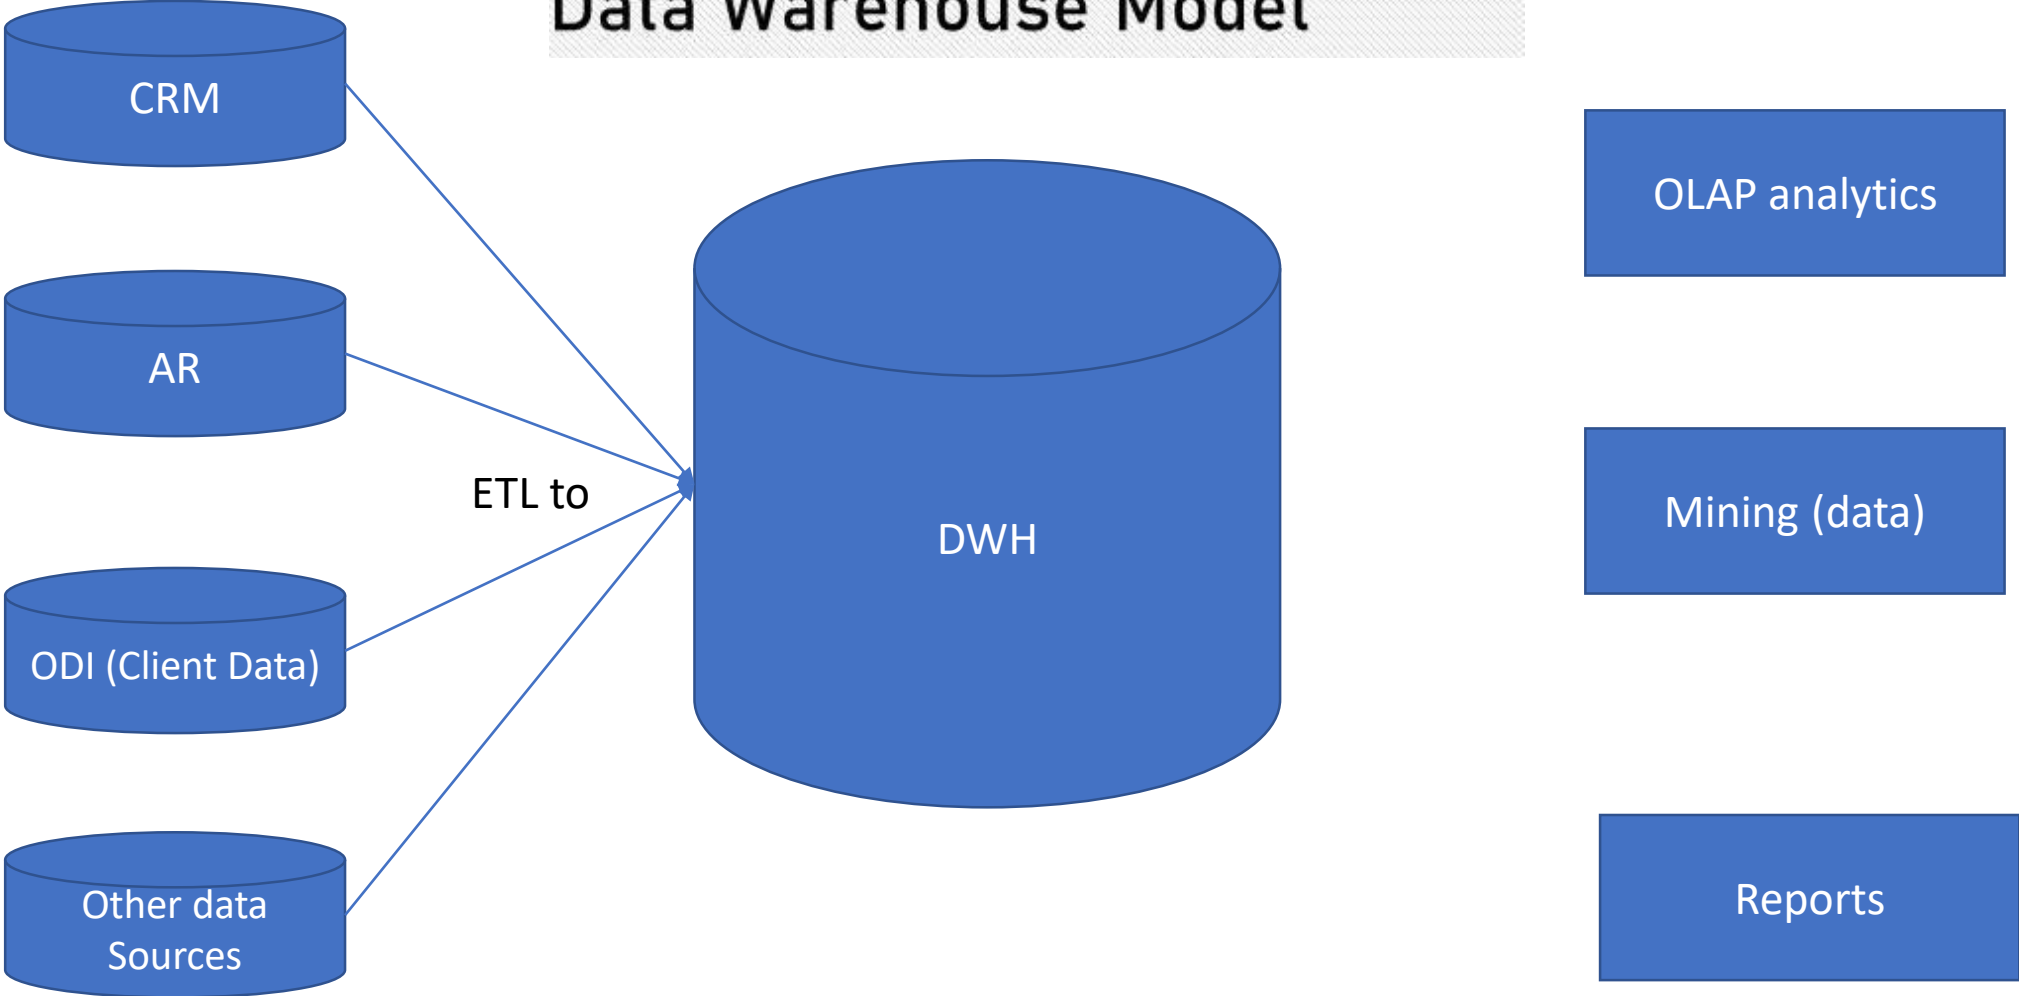 Data Warehouse Model
CRM
AR
ODI (Client Data)
Other data
Sources
ETL to
DWH
OLAP analytics
Mining (data)
Reports